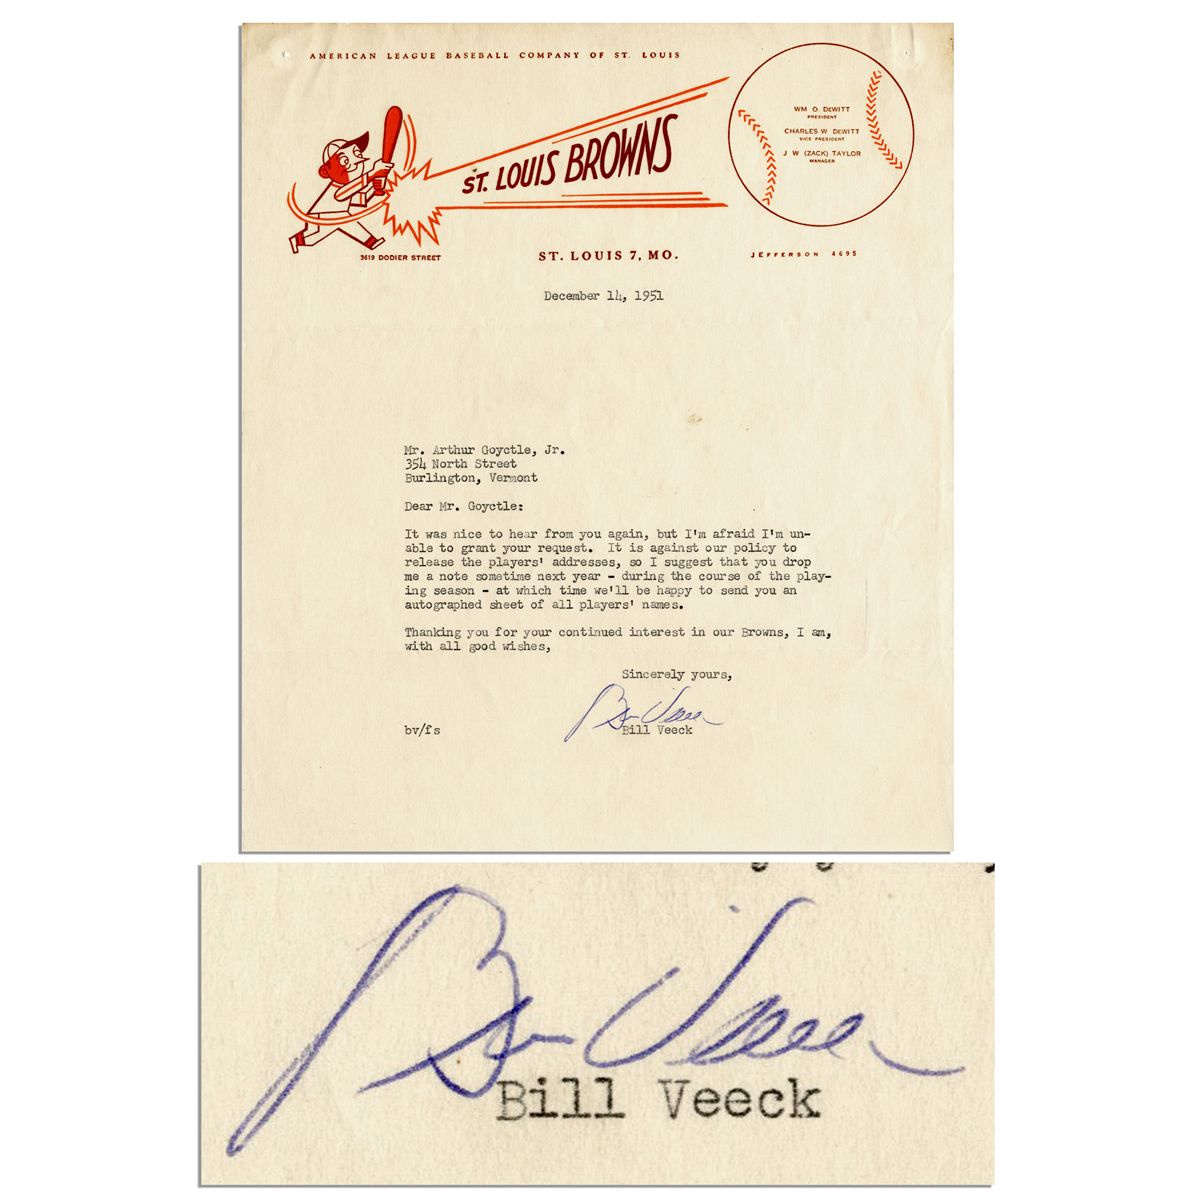 AMERICAN LEAGUE BASEBALL COMPANY OF ST. LOUIS
WM O. DEWITT
PRESIDENT
CHARLES W DEWITT
VICE PRESIDENT
J W (ZACK) TAYLOR
MANAGER
ST. LOUIS BROWNS
3619 DODIER STREET
ST. LOUIS 7, MO.
JEFFERSON 4695
December 14, 1951
Mr. Arthur Goyctle, Jr.
354 North Street
Burlington, Vermont
Dear Mr. Goyctle:
It was nice to hear from you again, but I'm afraid I'm un-
able to grant your request. It is against our policy to
release the players' addresses, so I suggest that you drop
me a note sometime next year - during the course of the play-
ing season - at which time we'll be happy to send you an
autographed sheet of all players' names.
Thanking you for your continued interest in our Browns, I am,
with all good wishes,
Sincerely yours,
Bill Veeck
bv/fs
Bill Veeck
Bill Veeck
Bill Veeck